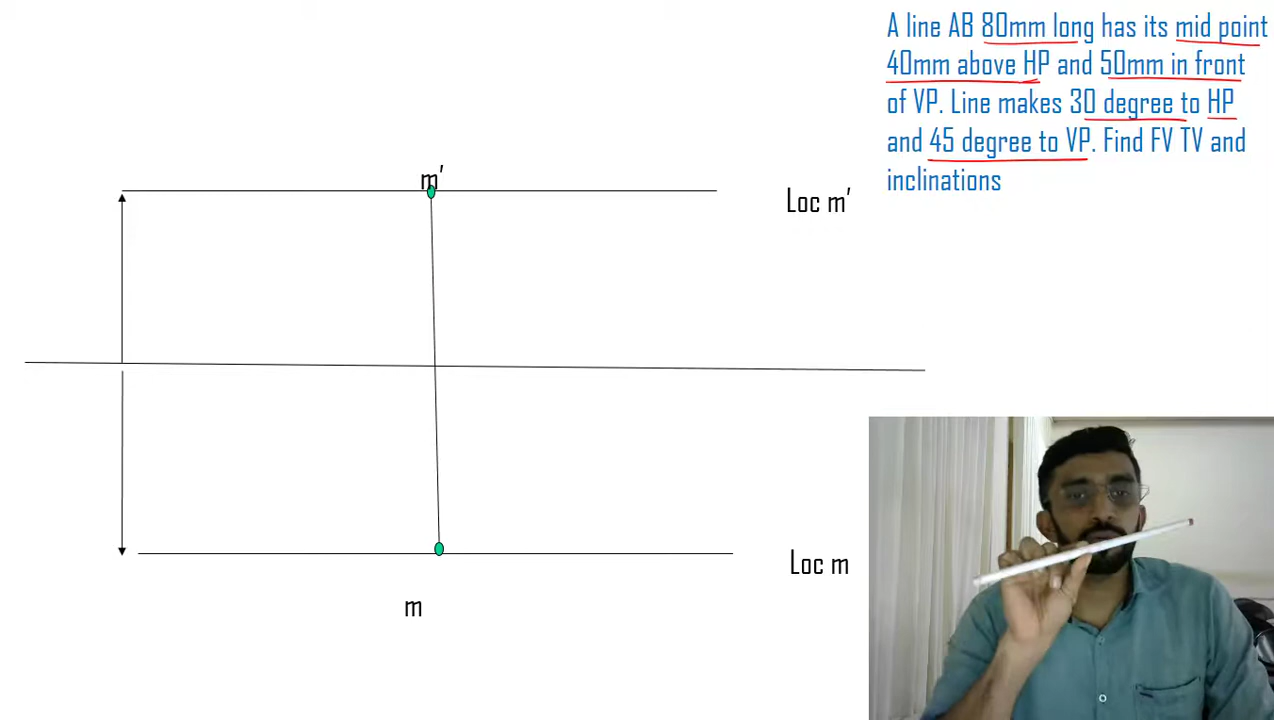 A line AB 80mm long has its mid point
40mm above HP and 50mm in front
of VP. Line makes 30 degree to HP
and 45 degree to VP. Find FV TV and
inclinations
m'
Loc m'
Loc m
m